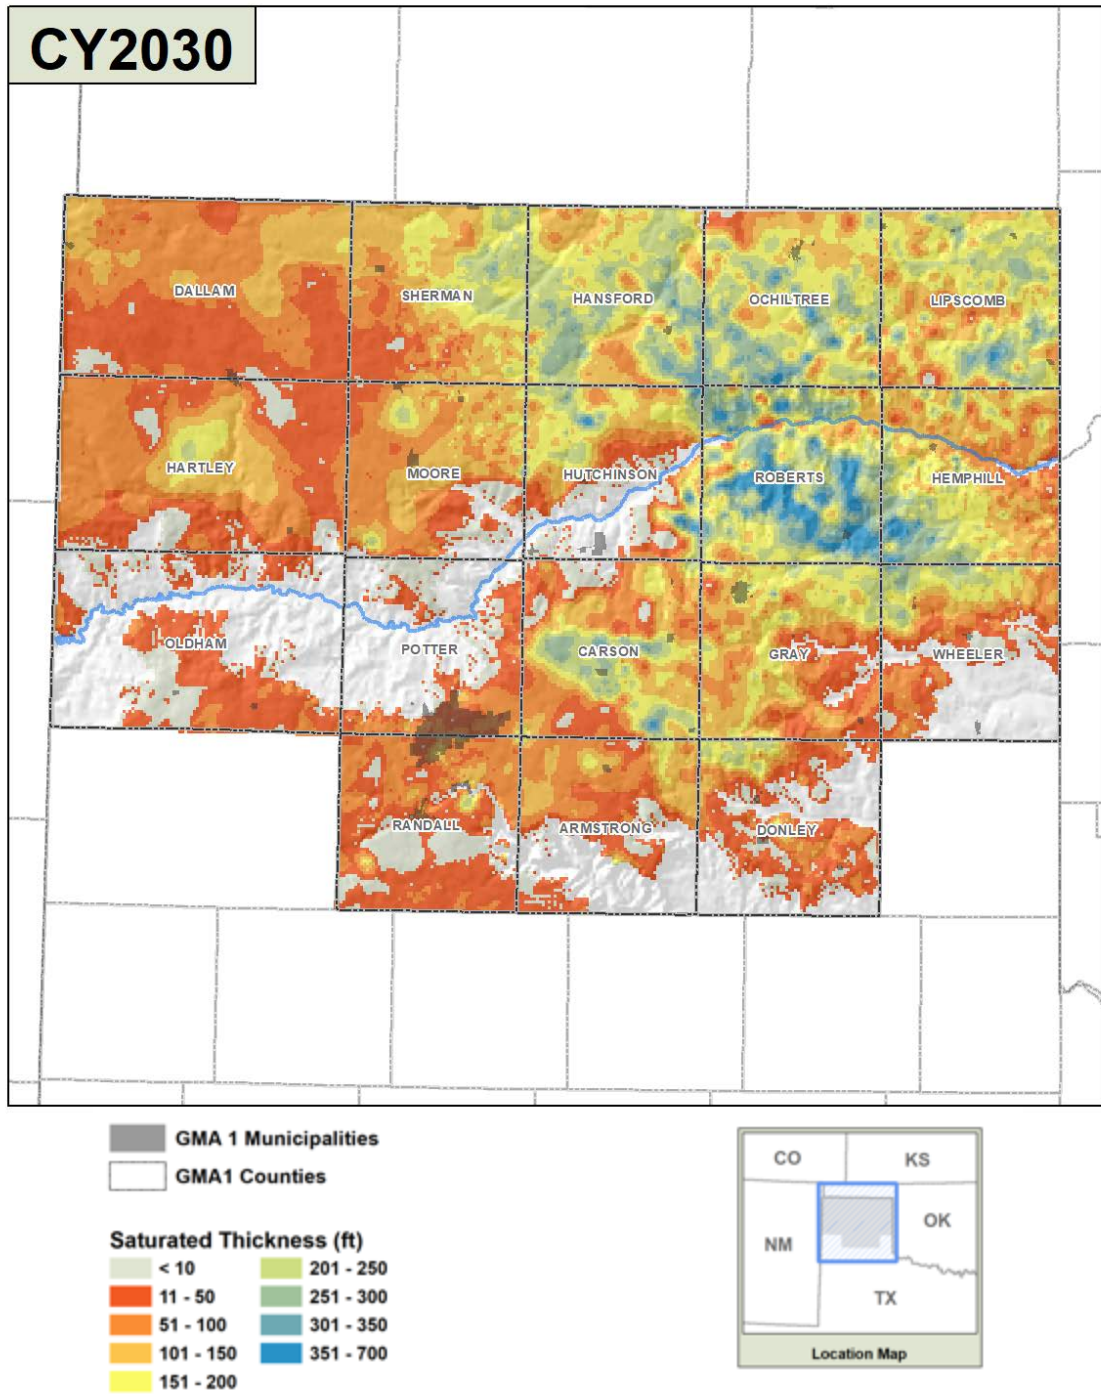 CY2030
DALLAM
SHERMAN
HANSFORD
OCHILTREE
LIPSCOMB
HARTLEY
MOORE
HUTCHINSON
ROBERTS
HEMPHILL
OLDHAM
POTTER
CARSON
GRAY
WHEELER
RANDALL
ARMSTRONG
DONLEY
GMA 1 Municipalities
GMA1 Counties
Saturated Thickness (ft)
< 10
11 - 50
51 - 100
101 - 150
151 - 200
201 - 250
251 - 300
301 - 350
351 - 700
CO
KS
NM
OK
TX
Location Map